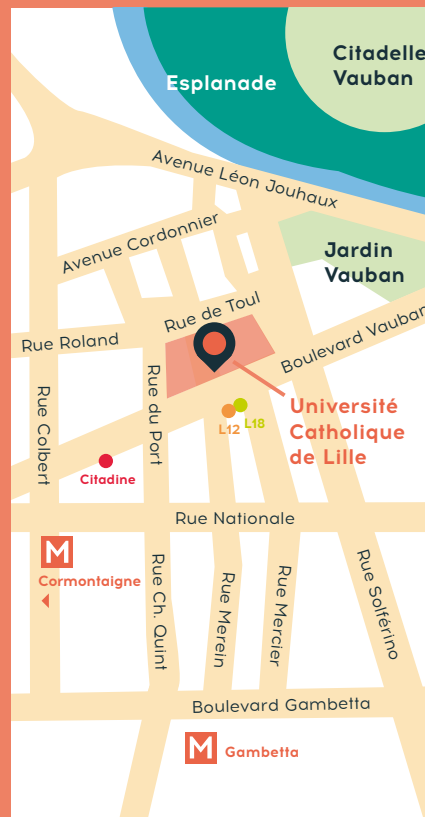 Citadelle
Vauban
Esplanade
Avenue Léon Jouhaux
Avenue Cordonnier
Jardin
Vauban
Rue de Toul
Boulevard Vauban
Rue Roland
Rue du Port
Rue Colbert
Université
Catholique
de Lille
L12
L18
Citadine
Rue Nationale
M
Cormontaigne
Rue Ch. Quint
Rue Merein
Rue Mercier
Rue Solférino
Boulevard Gambetta
M
Gambetta